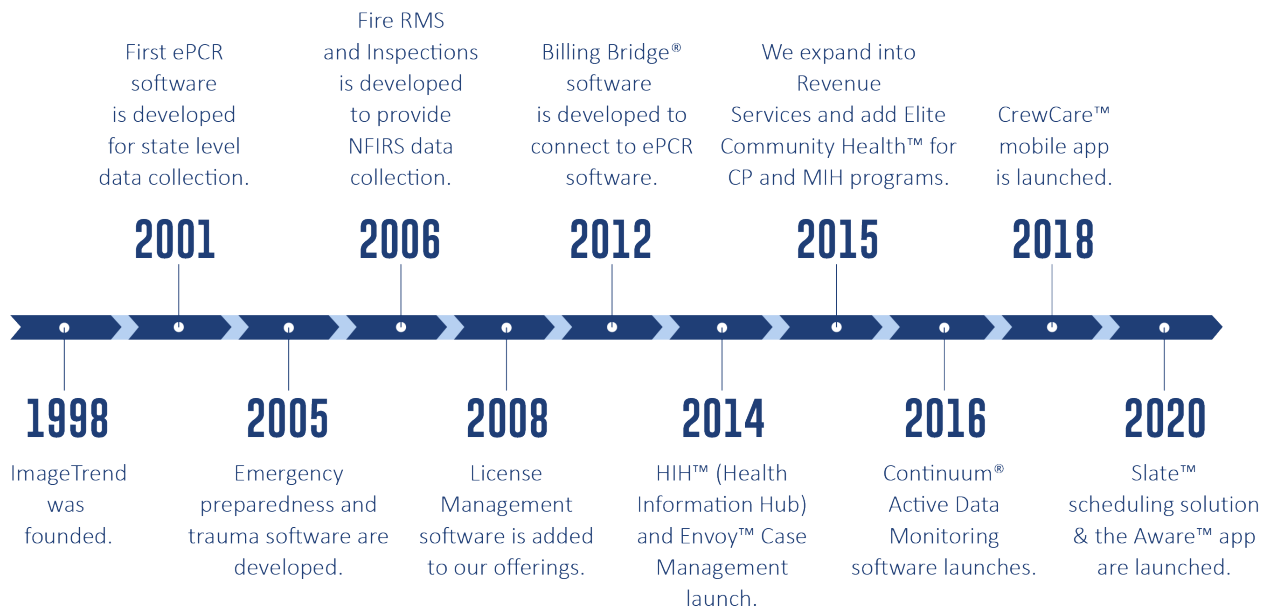 First ePCR
software
is developed
for state level
data collection.
2001
Fire RMS
and Inspections
is developed
to provide
NFIRS data
collection.
2006
Billing Bridge®
software
is developed to
connect to ePCR
software.
2012
We expand into
Revenue
Services and add Elite
Community Health™ for
CP and MIH programs.
2015
CrewCare™
mobile app
is launched.
2018
1998
ImageTrend
was
founded.
2005
Emergency
preparedness and
trauma software are
developed.
2008
License
Management
software is added
to our offerings.
2014
HIH™ (Health
Information Hub)
and Envoy™ Case
Management
launch.
2016
Continuum®
Active Data
Monitoring
software launches.
2020
Slate™
scheduling solution
& the Aware™ app
are launched.